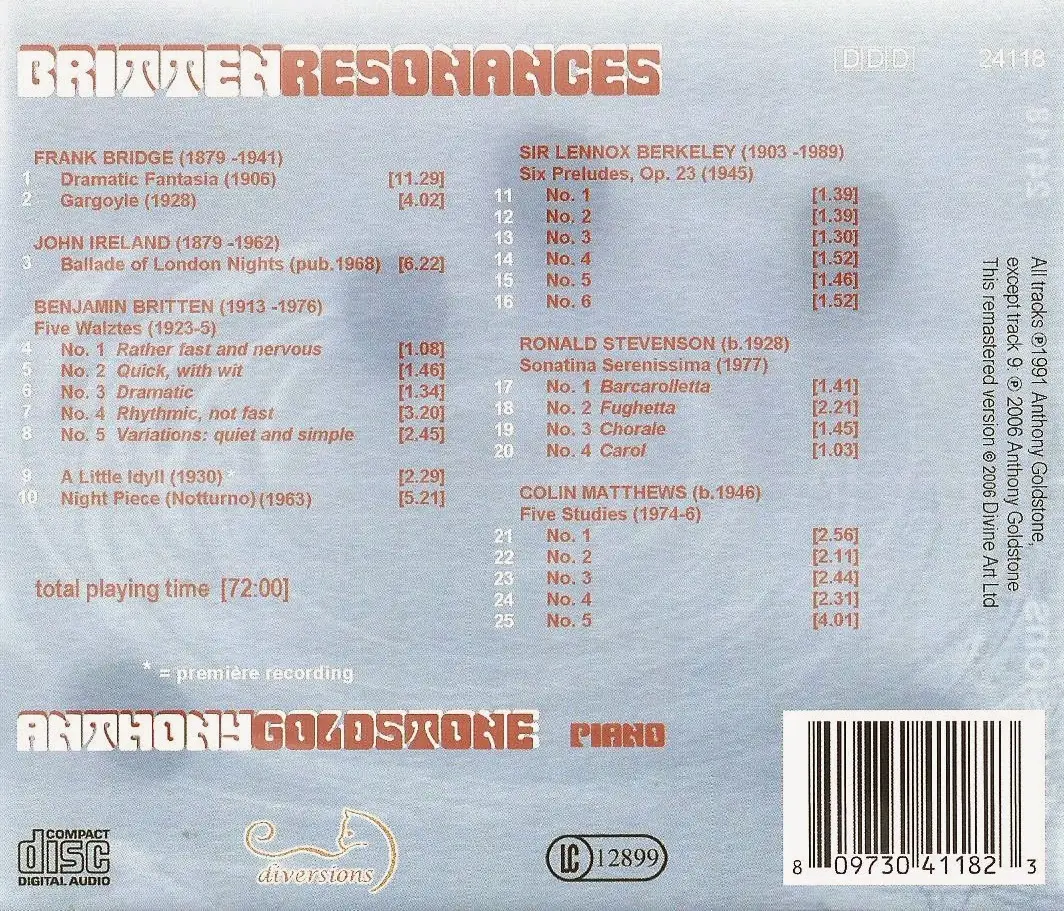 BRITTENRESONANCES
DDD
24118
FRANK BRIDGE (1879 -1941)
1 Dramatic Fantasia (1906) [11.29]
2 Gargoyle (1928) [4.02]
JOHN IRELAND (1879 -1962)
3 Ballade of London Nights (pub.1968) [6.22]
BENJAMIN BRITTEN (1913 -1976)
Five Walztes (1923-5)
4 No. 1 Rather fast and nervous [1.08]
5 No. 2 Quick, with wit [1.46]
6 No. 3 Dramatic [1.34]
7 No. 4 Rhythmic, not fast [3.20]
8 No. 5 Variations: quiet and simple [2.45]
9 A Little Idyll (1930) * [2.29]
10 Night Piece (Notturno) (1963) [5.21]
total playing time [72:00]
* = première recording
SIR LENNOX BERKELEY (1903 -1989)
Six Preludes, Op. 23 (1945)
11 No. 1 [1.39]
12 No. 2 [1.39]
13 No. 3 [1.30]
14 No. 4 [1.52]
15 No. 5 [1.46]
16 No. 6 [1.52]
RONALD STEVENSON (b.1928)
Sonatina Serenissima (1977)
17 No. 1 Barcarolletta [1.41]
18 No. 2 Fughetta [2.21]
19 No. 3 Chorale [1.45]
20 No. 4 Carol [1.03]
COLIN MATTHEWS (b.1946)
Five Studies (1974-6)
21 No. 1 [2.56]
22 No. 2 [2.11]
23 No. 3 [2.44]
24 No. 4 [2.31]
25 No. 5 [4.01]
All tracks ℗1991 Anthony Goldstone,
except track 9: ℗ 2006 Anthony Goldstone
This remastered version © 2006 Divine Art Ltd
ANTHONYGOLDSTONE PIANO
COMPACT
disc
DIGITAL AUDIO
diversions
LC 12899
8 09730 41182 3